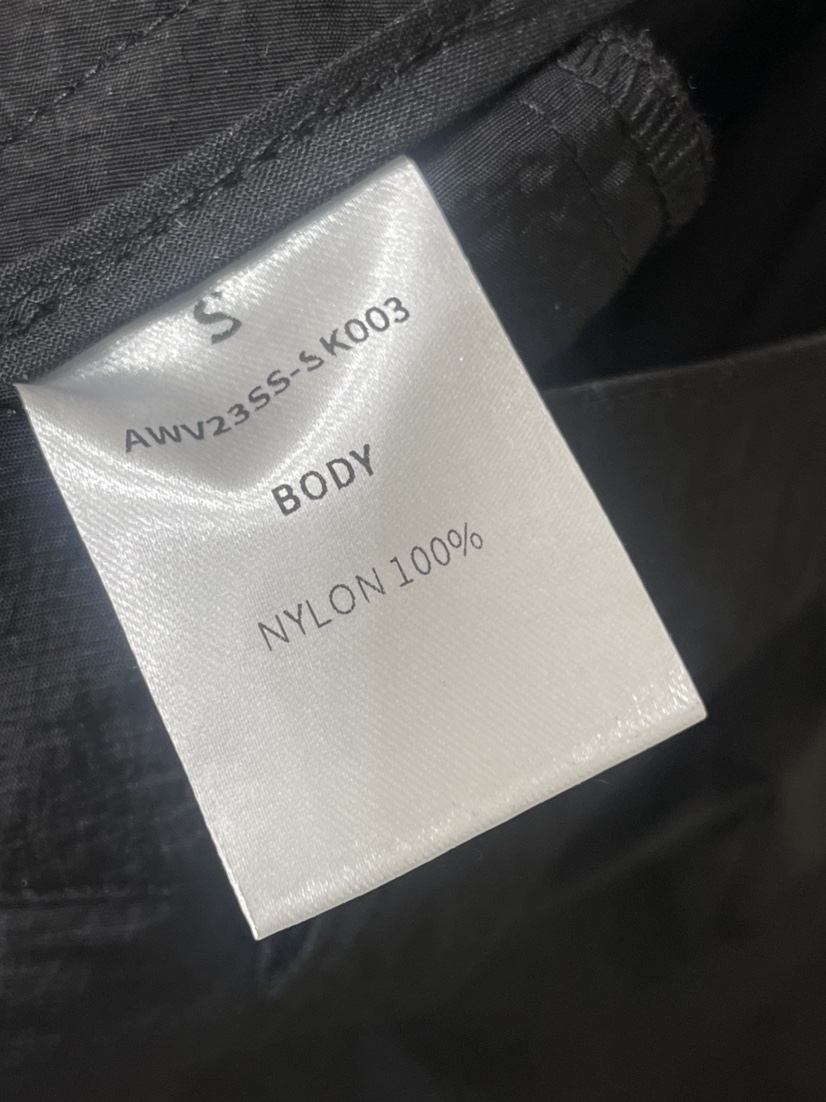 S
AWV23SS-SK003
BODY
NYLON 100%